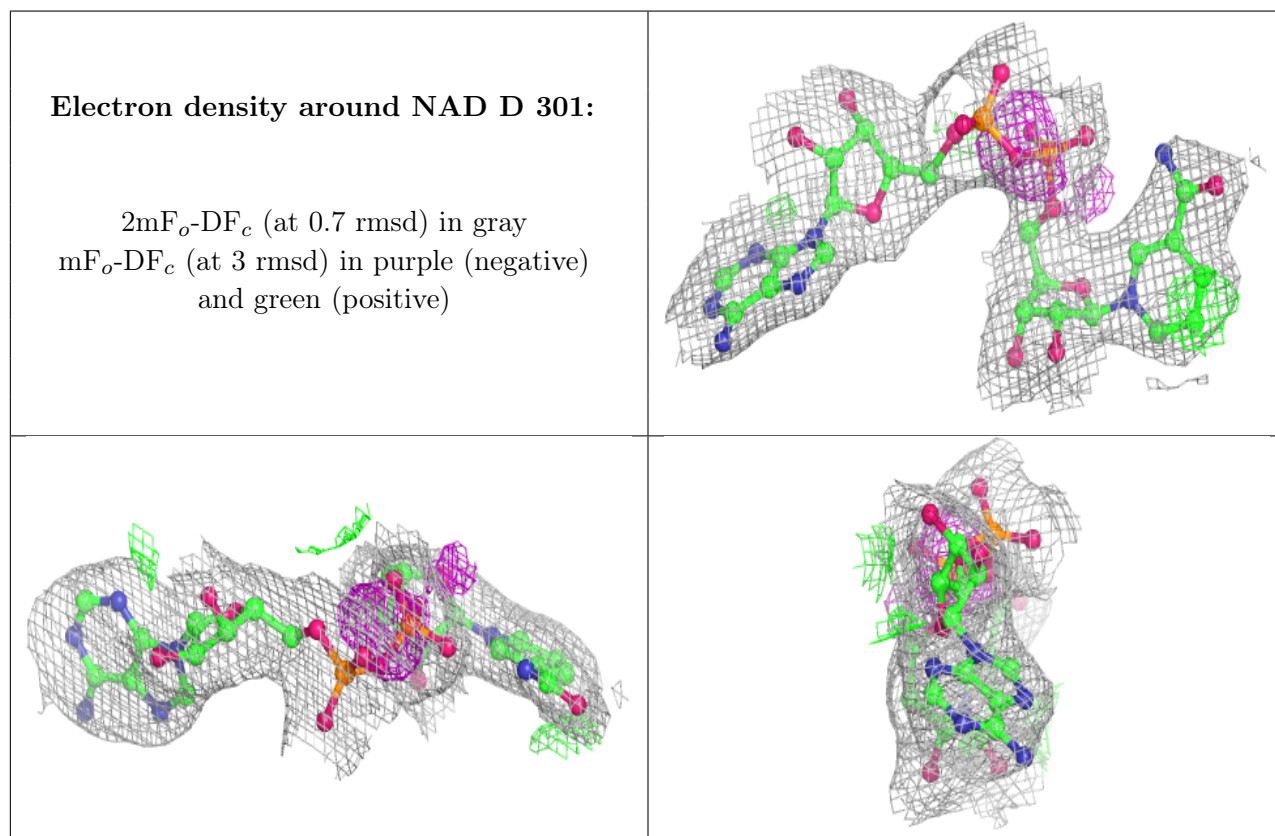 Electron density around NAD D 301:
2mFo-DFc (at 0.7 rmsd) in gray
mFo-DFc (at 3 rmsd) in purple (negative)
and green (positive)